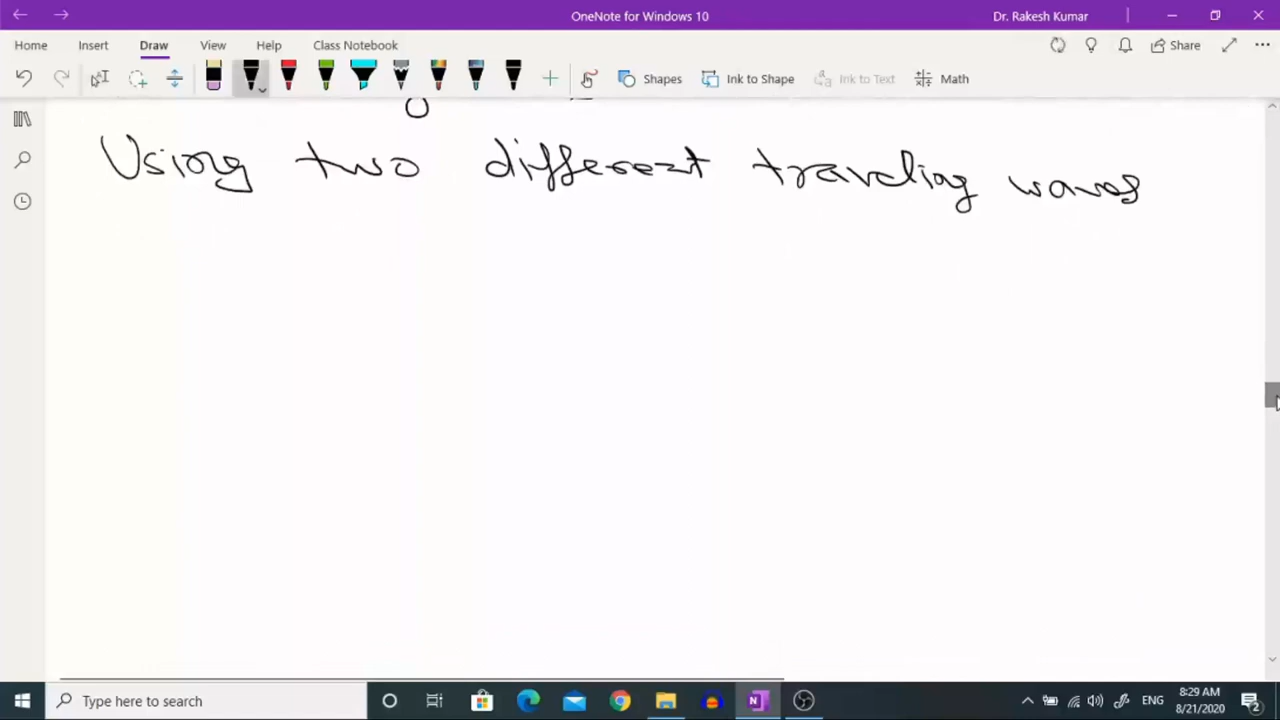 OneNote for Windows 10
Dr. Rakesh Kumar
Home Insert Draw View Help Class Notebook
Share
Shapes Ink to Shape Ink to Text Math
Using two different traveling waves
Type here to search
ENG
8:29 AM
8/21/2020
2